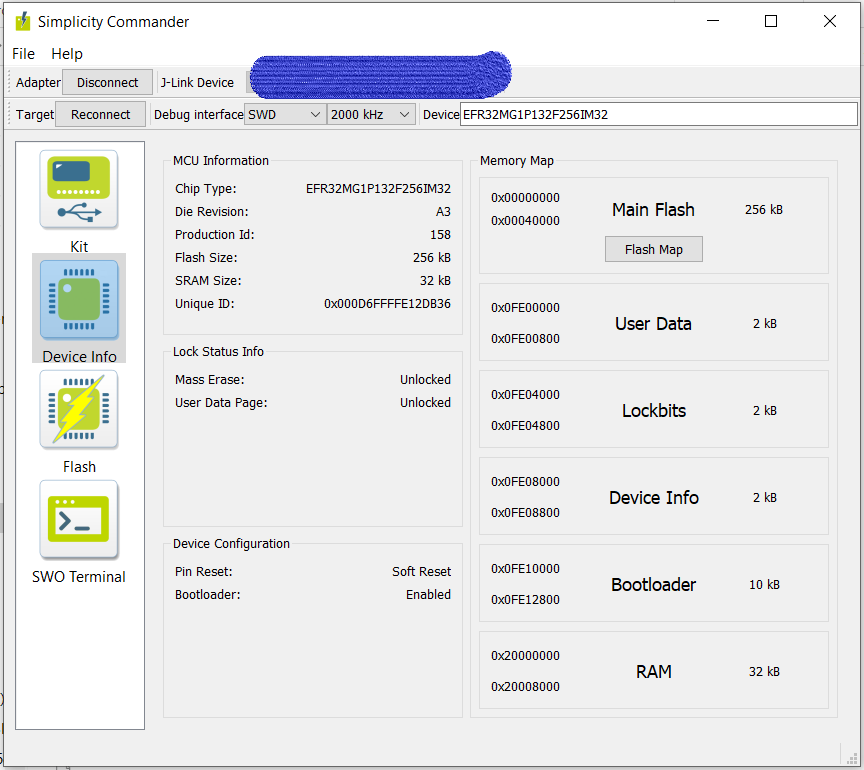 Simplicity Commander
File Help
Adapter Disconnect J-Link Device
Target Reconnect Debug interface SWD 2000 kHz Device EFR32MG1P132F256IM32
Kit
Device Info
Flash
SWO Terminal
MCU Information
Chip Type: EFR32MG1P132F256IM32
Die Revision: A3
Production Id: 158
Flash Size: 256 kB
SRAM Size: 32 kB
Unique ID: 0x000D6FFFFE12DB36
Lock Status Info
Mass Erase: Unlocked
User Data Page: Unlocked
Device Configuration
Pin Reset: Soft Reset
Bootloader: Enabled
Memory Map
0x00000000
0x00040000
Main Flash 256 kB
Flash Map
0x0FE00000
User Data 2 kB
0x0FE00800
0x0FE04000
Lockbits 2 kB
0x0FE04800
0x0FE08000
Device Info 2 kB
0x0FE08800
0x0FE10000
Bootloader 10 kB
0x0FE12800
0x20000000
RAM 32 kB
0x20008000